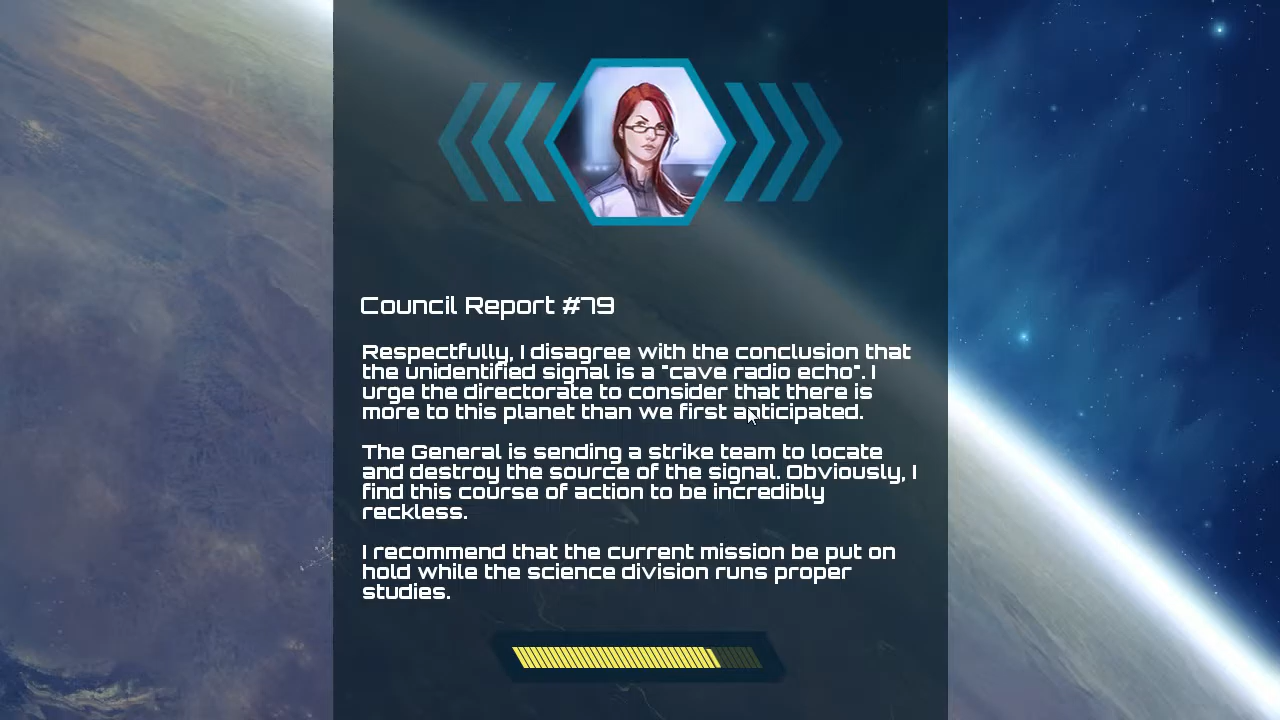 Council Report #79
Respectfully, I disagree with the conclusion that
the unidentified signal is a "cave radio echo". I
urge the directorate to consider that there is
more to this planet than we first anticipated.
The General is sending a strike team to locate
and destroy the source of the signal. Obviously, I
find this course of action to be incredibly
reckless.
I recommend that the current mission be put on
hold while the science division runs proper
studies.